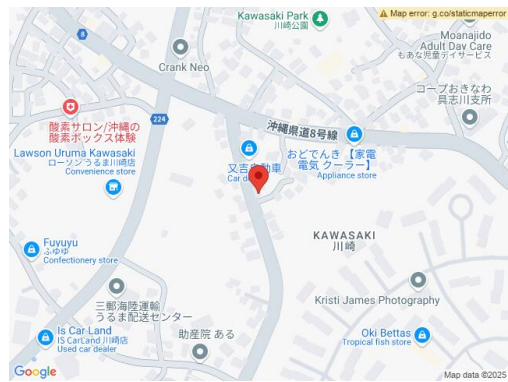 Kawasaki Park
川崎公園
Map error: g.co/staticmaperror
Moanajido
Adult Day Care
もあな児童デイサービス
8
Crank Neo
コープおきなわ
具志川支所
酸素サロン/沖縄の
酸素ボックス体験
224
沖縄県道8号線
Lawson Uruma Kawasaki
ローソン うるま川崎店
Convenience store
又吉自動車
Car de
おどでんき【家電
電気 クーラー】
Appliance store
KAWASAKI
川崎
Fuyuyu
ふゆゆ
Confectionery store
三郵海陸運輸
うるま配送センター
Kristi James Photography
Is Car Land
IS CarLand 川崎店
Used car dealer
助産院 ある
Oki Bettas
Tropical fish store
Google
Map data ©2025